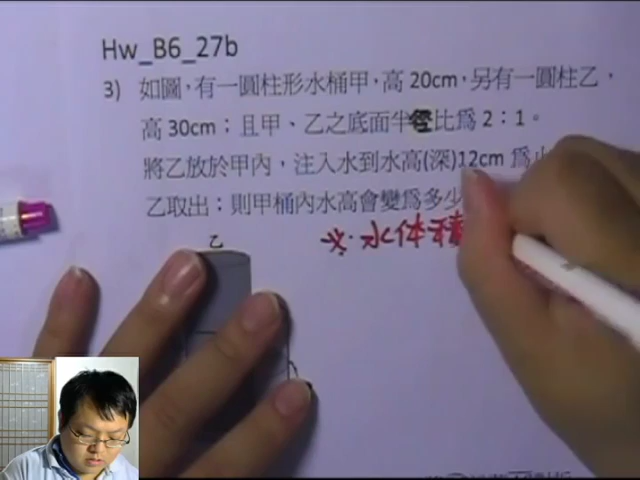 Hw_B6_27b
3) 如圖，有一圓柱形水桶甲，高 20cm，另有一圓柱乙，
高 30cm；且甲、乙之底面半徑比為 2：1。
將乙放於甲內，注入水到水高(深)12cm 為止
乙取出：則甲桶內水高會變為多少
※. 水体積
乙